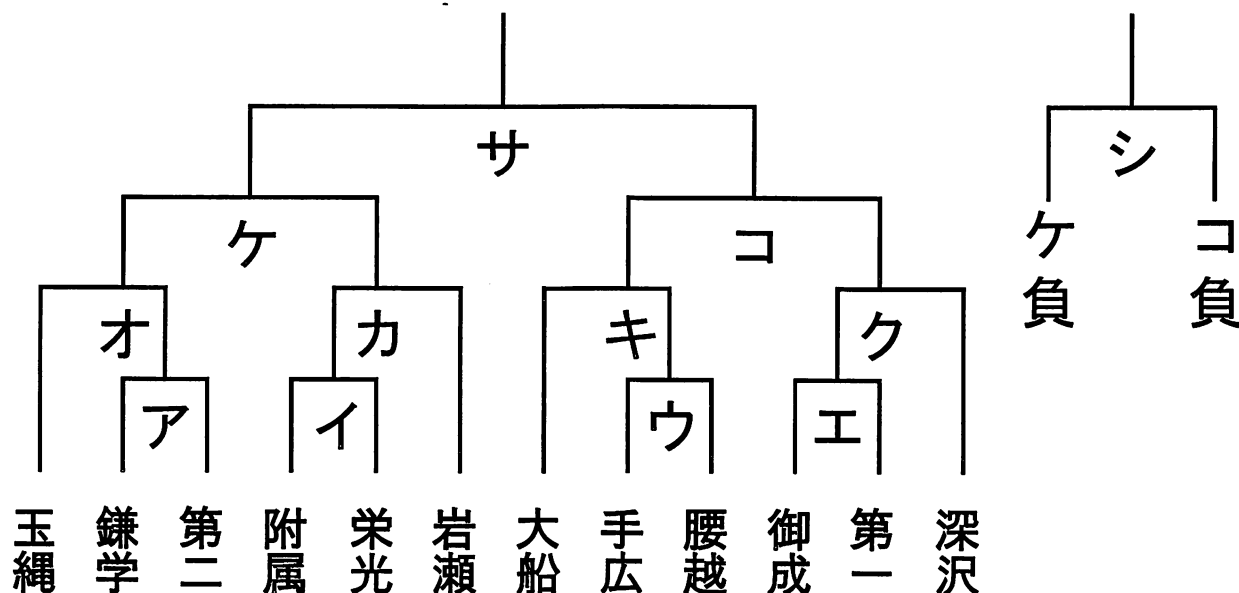 サ
シ
ケ
コ
ケ負
コ負
オ
カ
キ
ク
ア
イ
ウ
エ
玉縄
鎌学
第二
附属
栄光
岩瀬
大船
手広
腰越
御成
第一
深沢